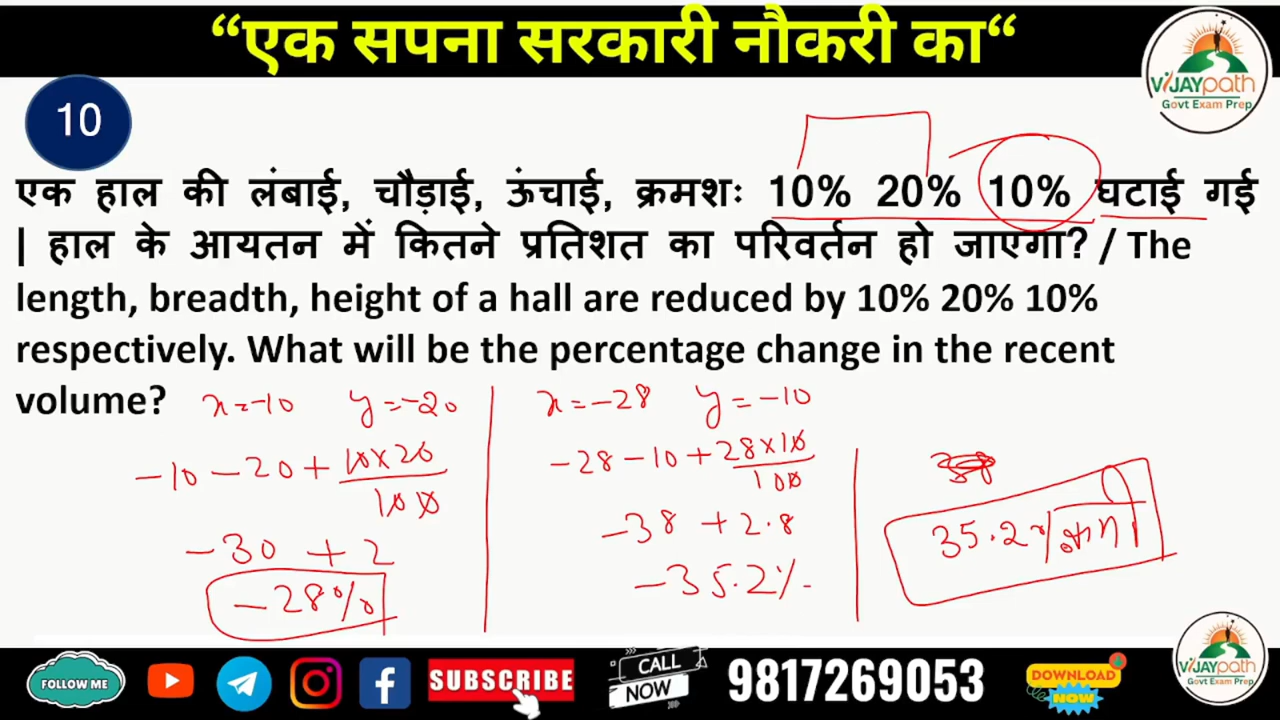 “एक सपना सरकारी नौकरी का“
VIJAYpath
Govt Exam Prep
10
एक हाल की लंबाई, चौड़ाई, ऊंचाई, क्रमशः 10% 20% 10% घटाई गई
| हाल के आयतन में कितने प्रतिशत का परिवर्तन हो जाएगा? / The
length, breadth, height of a hall are reduced by 10% 20% 10%
respectively. What will be the percentage change in the recent
volume?
x=-10 y=-20
-10 -20 + 10×20
100
-30 + 2
-28%
x=-28 y=-10
-28 -10 + 28×10
100
-38 +2.8
-35.2%
35.2%
FOLLOW ME
SUBSCRIBE
CALL
NOW
9817269053
DOWNLOAD
NOW
VIJAYpath
Govt Exam Prep